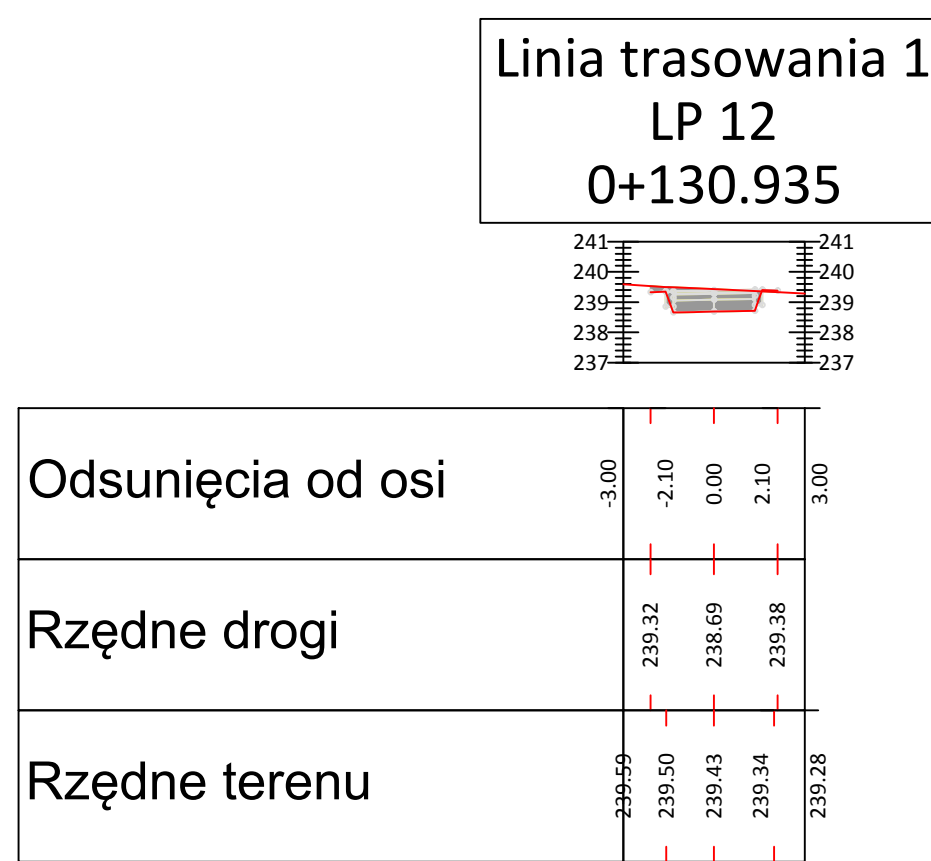 Linia trasowania 1
LP 12
0+130.935
241 241
240 240
239 239
238 238
237 237
Odsunięcia od osi -3.00 -2.10 0.00 2.10 3.00
Rzędne drogi 239.32 238.69 239.38
Rzędne terenu 239.59 239.50 239.43 239.34 239.28